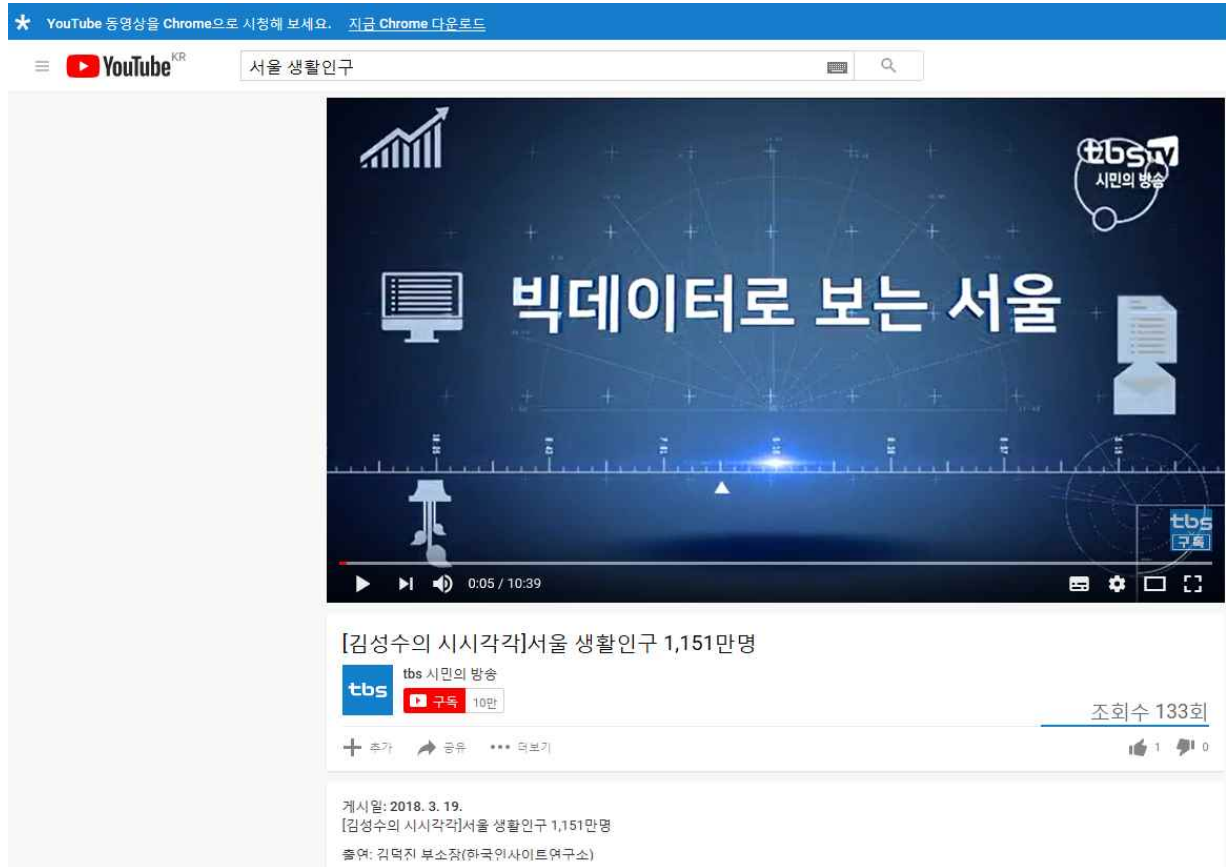 YouTube 동영상을 Chrome으로 시청해 보세요. 지금 Chrome 다운로드
YouTube KR
서울 생활인구
tbs TV
시민의 방송
빅데이터로 보는 서울
tbs
구독
0:05 / 10:39
[김성수의 시시각각]서울 생활인구 1,151만명
tbs
tbs 시민의 방송
구독 10만
조회수 133회
추가 공유 더보기
1 0
게시일: 2018. 3. 19.
[김성수의 시시각각]서울 생활인구 1,151만명
출연: 김덕진 부소장(한국인사이트연구소)